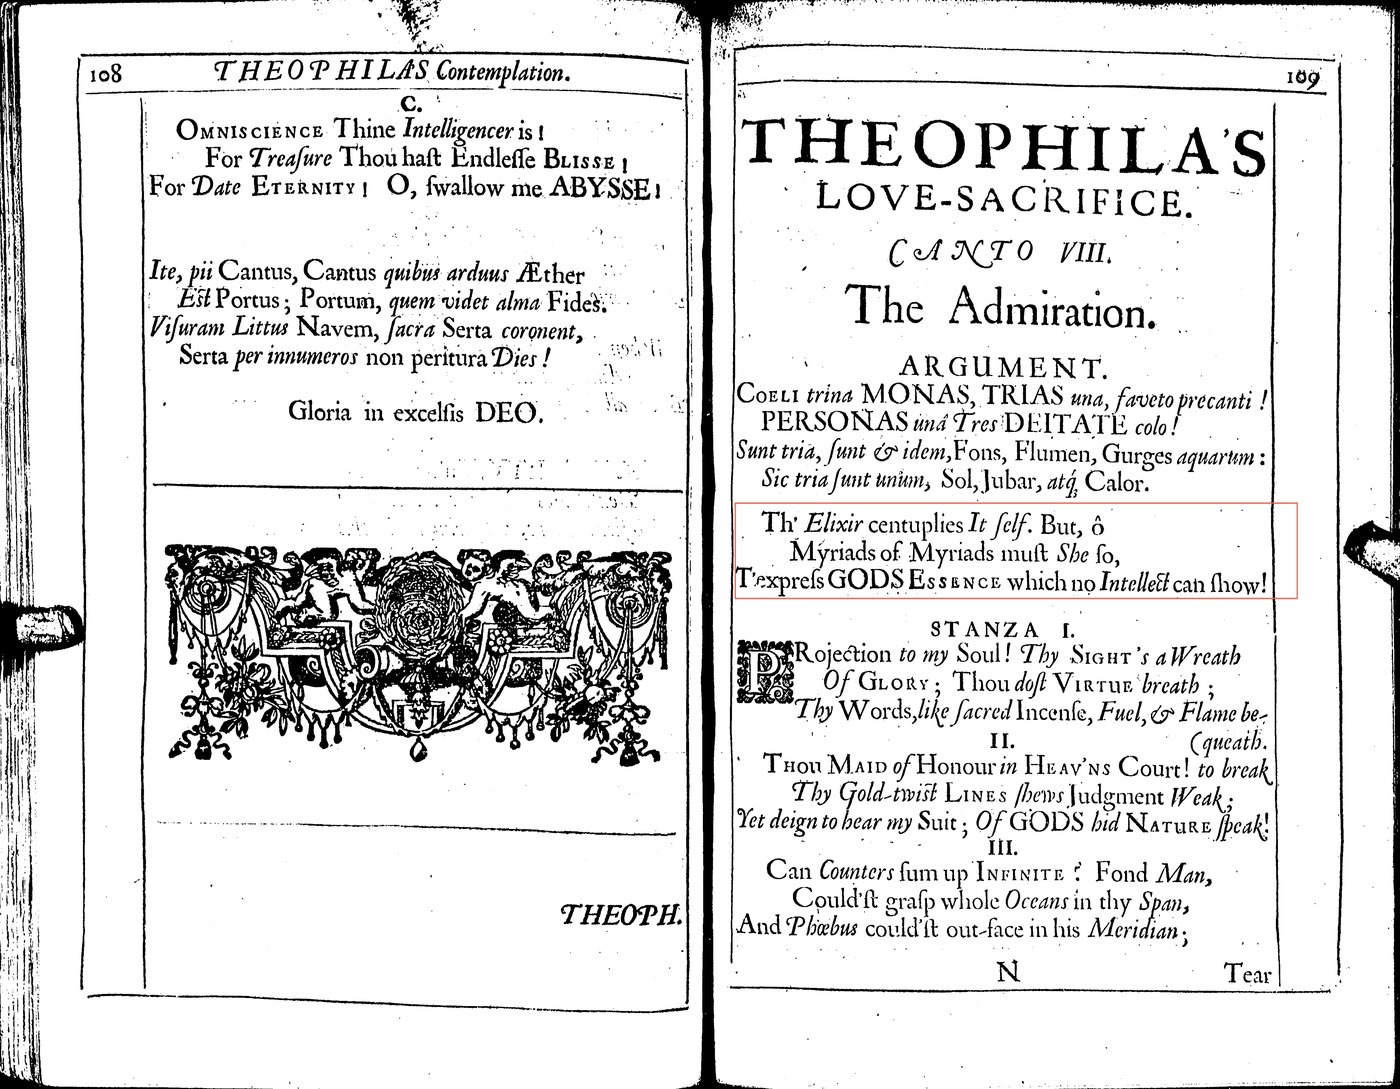 108
THEOPHILA'S Contemplation.
C.
OMNISCIENCE Thine Intelligencer is!
For Treaſure Thou haſt Endleſſe BLISSE!
For Date ETERNITY! O, ſwallow me ABYSSE!
Ite, pii Cantus, Cantus quibus arduus Æther
Eſt Portus; Portum, quem videt alma Fides.
Viſuram Littus Navem, ſacra Serta coronent,
Serta per innumeros non peritura Dies!
Gloria in excelſis DEO.
THEOPH.
109
THEOPHILA'S
LOVE-SACRIFICE.
CANTO VIII.
The Admiration.
ARGUMENT.
COELI trina MONAS, TRIAS una, faveto precanti!
PERSONAS unâ Tres DEITATE colo!
Sunt tria, ſunt & idem, Fons, Flumen, Gurges aquarum:
Sic tria ſunt unum, Sol, Jubar, atq; Calor.
Th' Elixir centuplies It ſelf. But, ô
Myriads of Myriads muſt She ſo,
T'expreſs GODS ESSENCE which no Intellect can ſhow!
STANZA I.
PRojection to my Soul! Thy SIGHT's a Wreath
Of GLORY; Thou doſt VIRTUE breath;
Thy Words, like ſacred Incenſe, Fuel, & Flame be-
II. (queath.
THOU MAID of Honour in HEAV'NS Court! to break
Thy Gold-twiſt LINES ſhews Judgment Weak;
Yet deign to hear my Suit; Of GODS hid NATURE ſpeak!
III.
Can Counters ſum up INFINITE? Fond Man,
Could'ſt graſp whole Oceans in thy Span,
And Phœbus could'ſt out-face in his Meridian;
N Tear